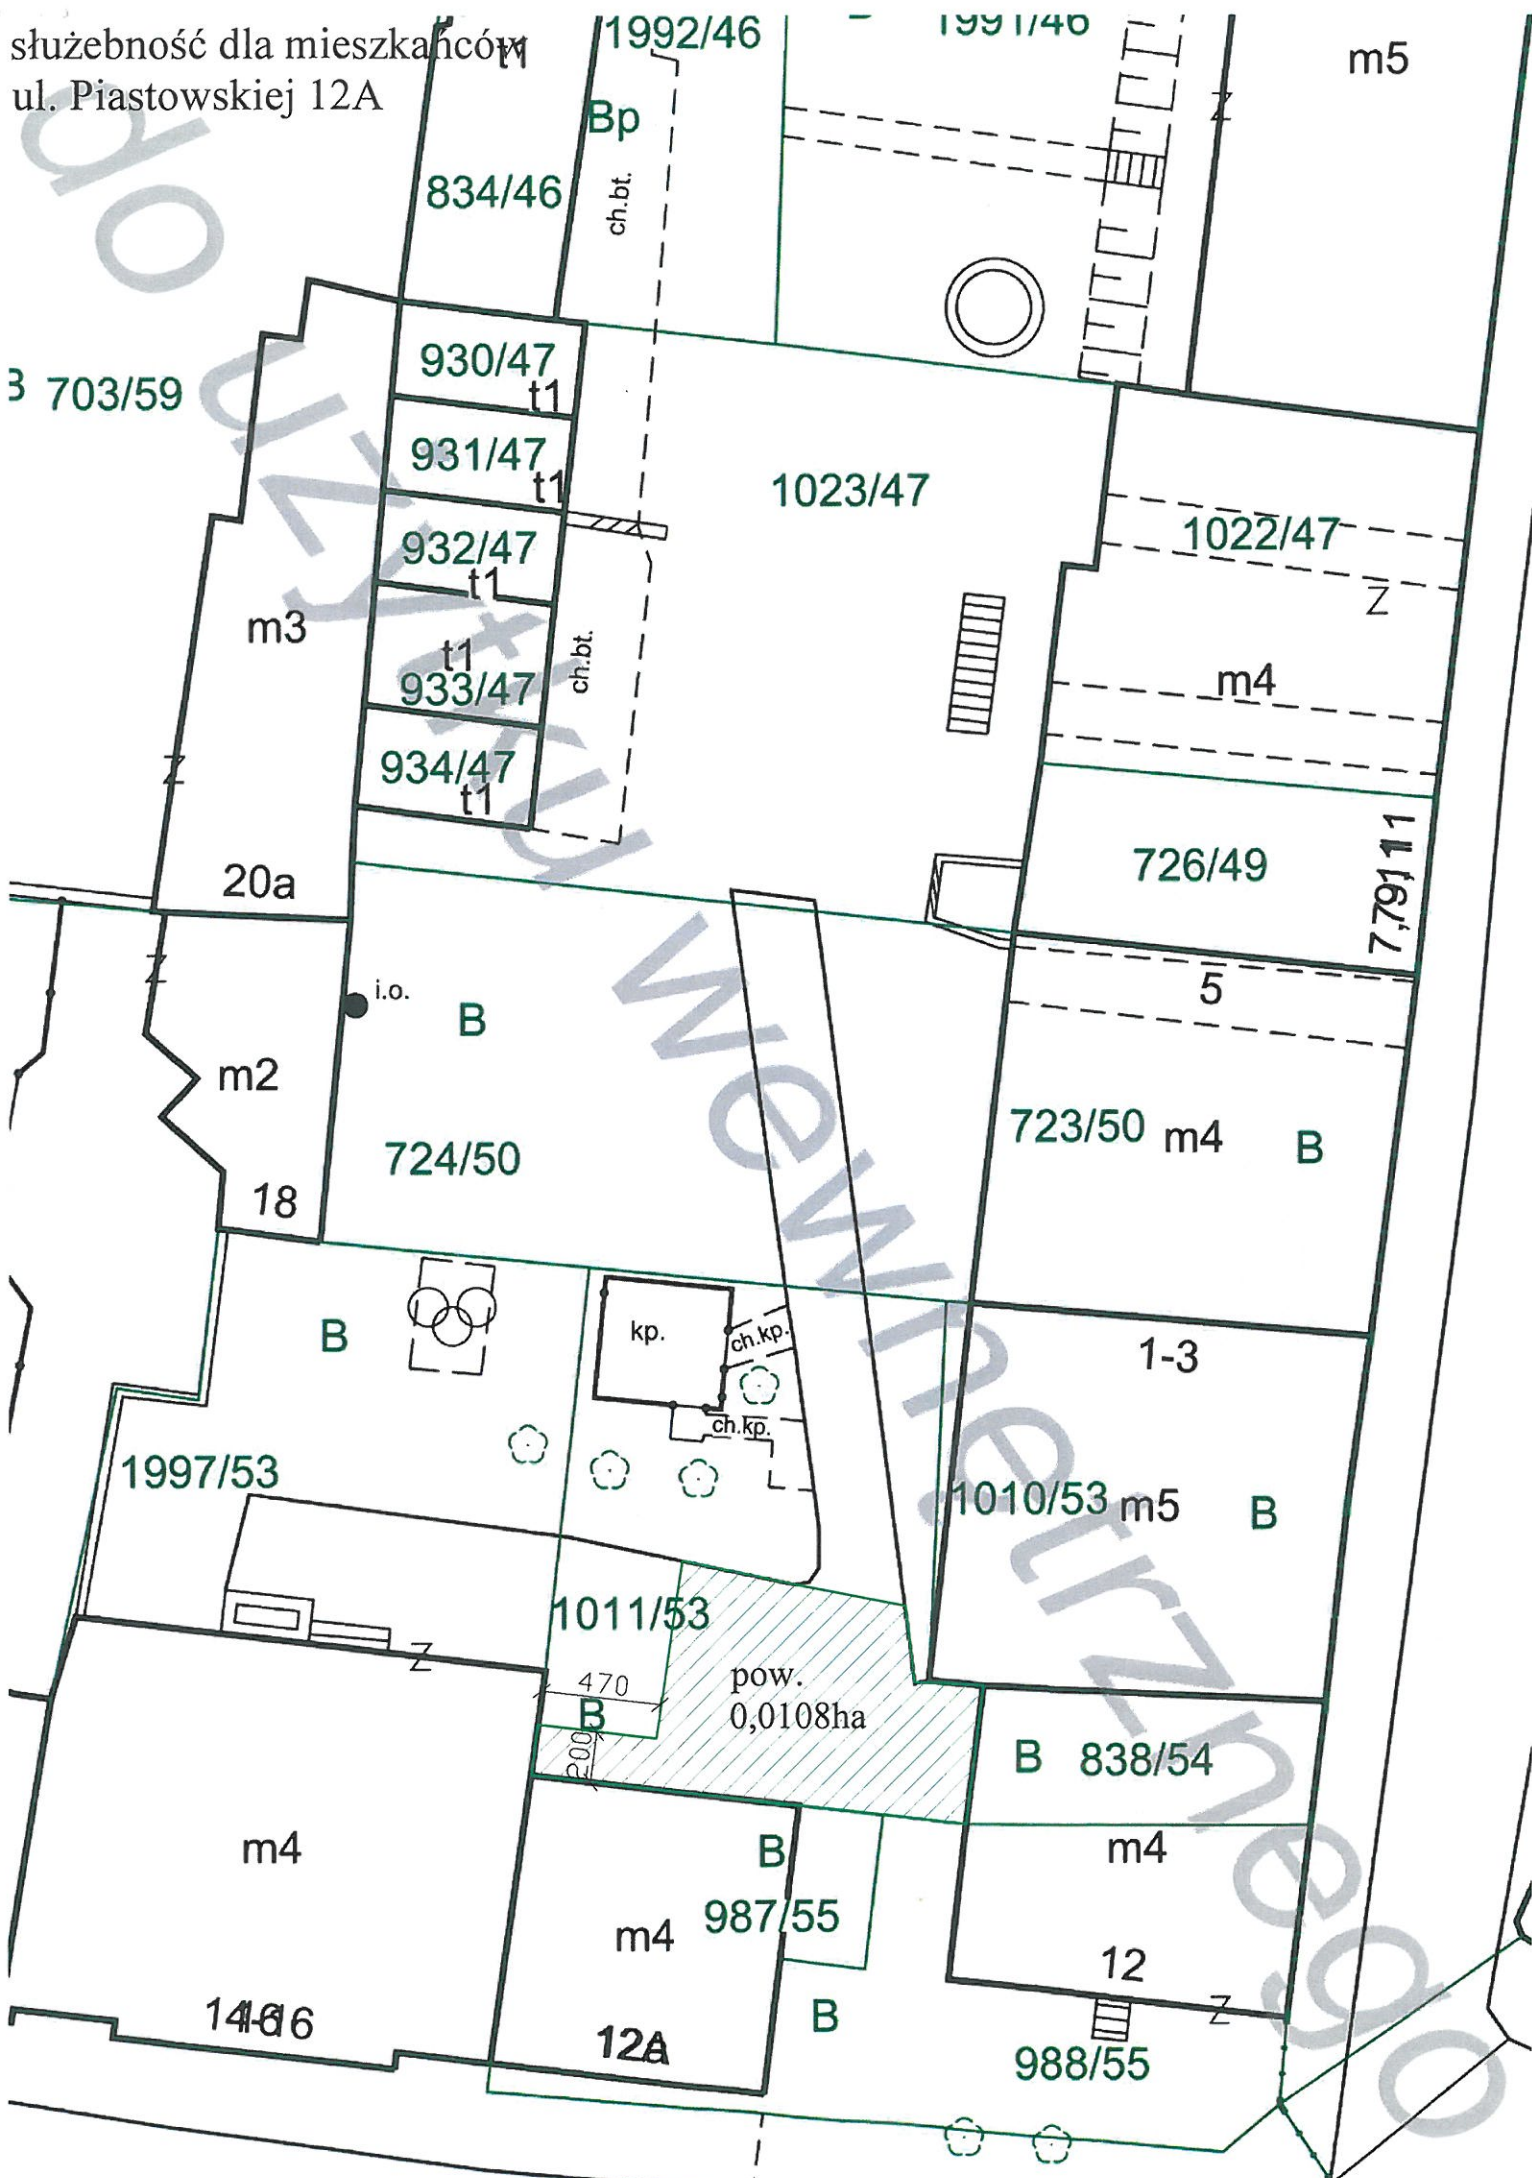 służebność dla mieszkańców
ul. Piastowskiej 12A
t1
1992/46
1991/46
m5
Z
Bp
834/46
ch.bt.
B 703/59
930/47
t1
931/47
t1
1023/47
932/47
t1
1022/47
Z
m3
t1
933/47
ch.bt.
m4
934/47
t1
Z
20a
726/49
Z
5
i.o.
B
m2
723/50 m4 B
724/50
18
B
kp.
ch.kp.
1-3
ch.kp.
1997/53
1010/53 m5 B
1011/53
Z
470
pow.
0,0108ha
B
200
B 838/54
m4
B
m4
987/55
m4
12
B
Z
988/55
do użytku wewnętrznego